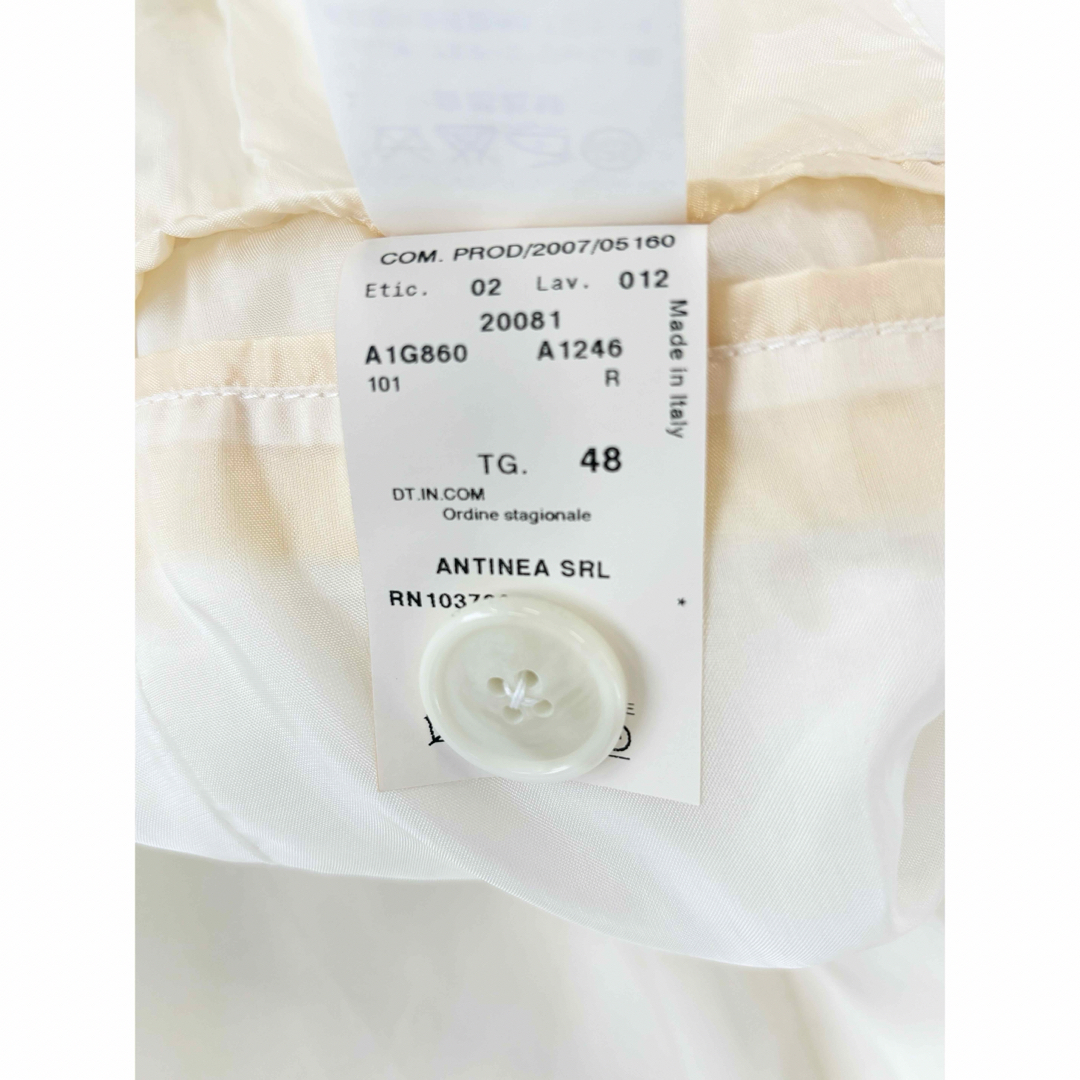 COM. PROD/2007/05160
Etic. 02 Lav. 012
20081
A1G860 A1246
101 R
Made in Italy
TG. 48
DT.IN.COM
Ordine stagionale
ANTINEA SRL
*